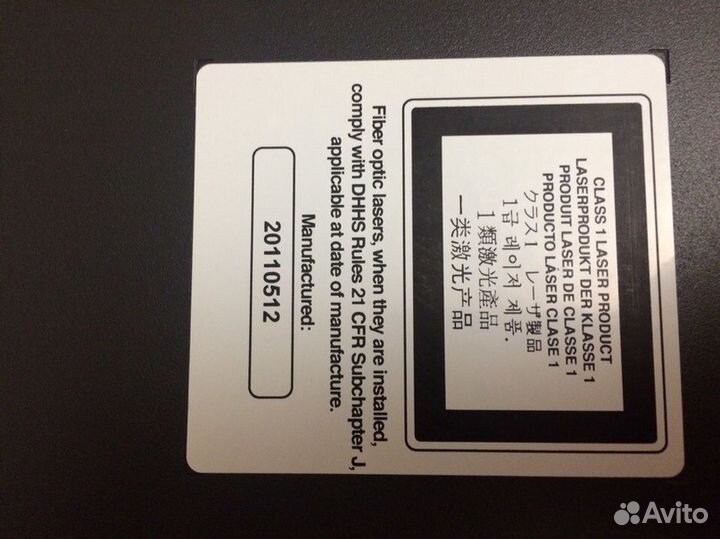 CLASS 1 LASER PRODUCT
LASERPRODUKT DER KLASSE 1
PRODUIT LASER DE CLASSE 1
PRODUCTO LÁSER CLASE 1
クラス1 レーザ製品
1급 레이저 제품.
1類激光產品
一类激光产品
Fiber optic lasers, when they are installed,
comply with DHHS Rules 21 CFR Subchapter J,
applicable at date of manufacture.
Manufactured:
20110512
Avito